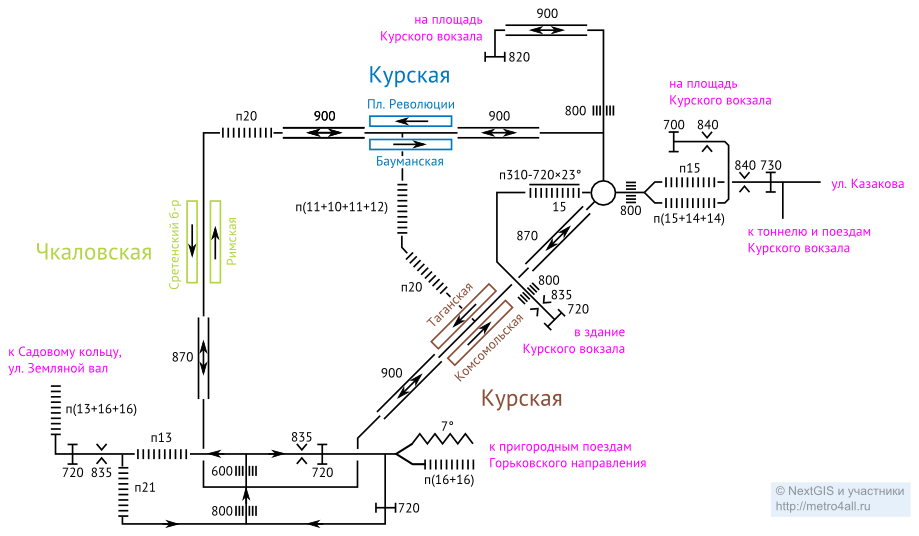 900
на площадь
Курского вокзала
820
Курская
на площадь
Курского вокзала
Пл. Революции
п20
900
900
800
700
840
Бауманская
п310-720×23°
п15
840
730
ул. Казакова
15
800
п(15+14+14)
п(11+10+11+12)
Сретенский б-р
Римская
870
к тоннелю и поездам
Курского вокзала
Чкаловская
п20
800
835
720
Таганская
Комсомольская
в здание
Курского вокзала
к Садовому кольцу,
ул. Земляной вал
870
900
Курская
п(13+16+16)
п13
835
7°
к пригородным поездам
Горьковского направления
720
835
600
720
п(16+16)
п21
800
720
© NextGIS и участники
http://metro4all.ru